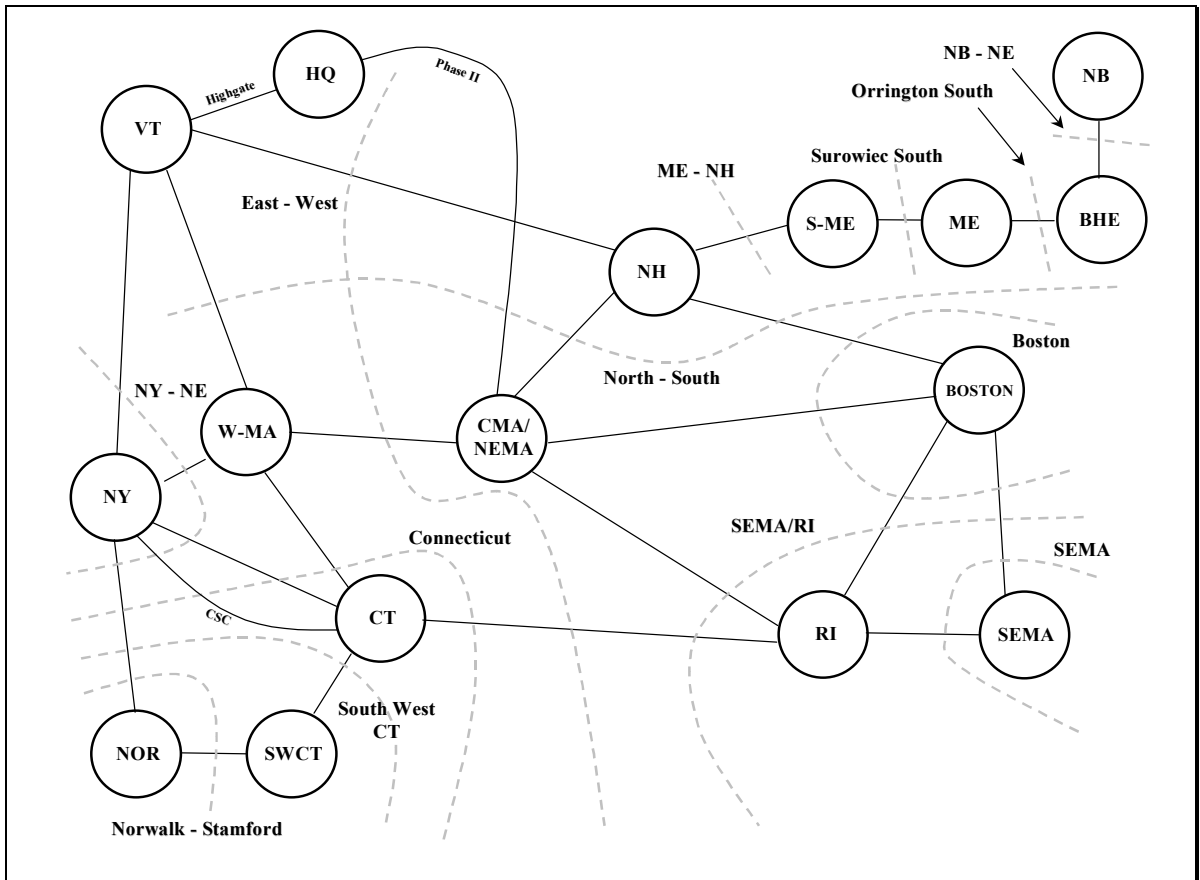 HQ
Phase II
NB - NE
NB
Highgate
Orrington South
VT
Surowiec South
ME - NH
East - West
S-ME
ME
BHE
NH
Boston
North - South
NY - NE
BOSTON
W-MA
CMA/
NEMA
NY
SEMA/RI
Connecticut
SEMA
CSC
CT
RI
SEMA
South West
CT
NOR
SWCT
Norwalk - Stamford